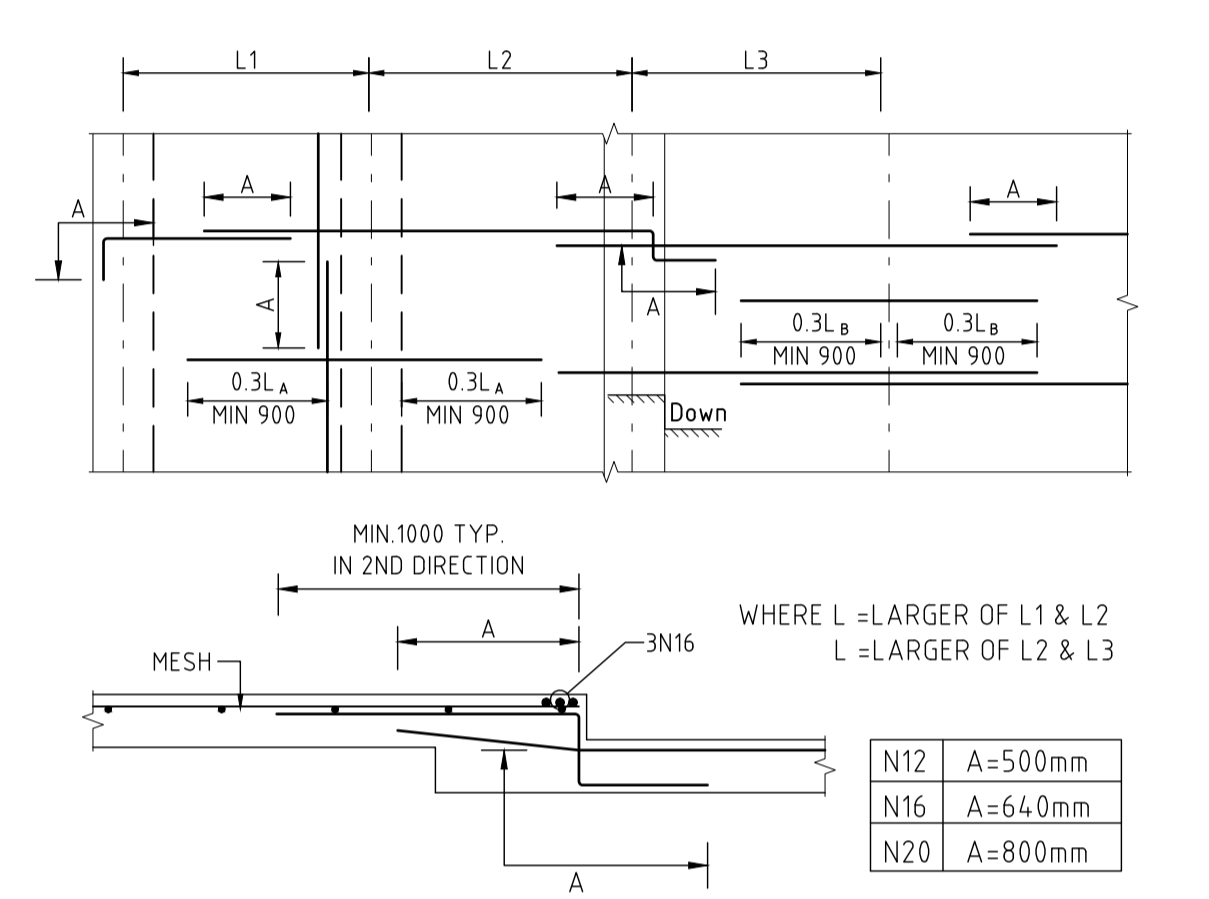 L1 L2 L3
A A A
A
A
A
0.3LB 0.3LB
MIN 900 MIN 900
0.3LA 0.3LA
MIN 900 MIN 900
Down
MIN.1000 TYP.
IN 2ND DIRECTION
A
3N16
MESH
A
WHERE L =LARGER OF L1 & L2
L =LARGER OF L2 & L3
N12 A=500mm
N16 A=640mm
N20 A=800mm